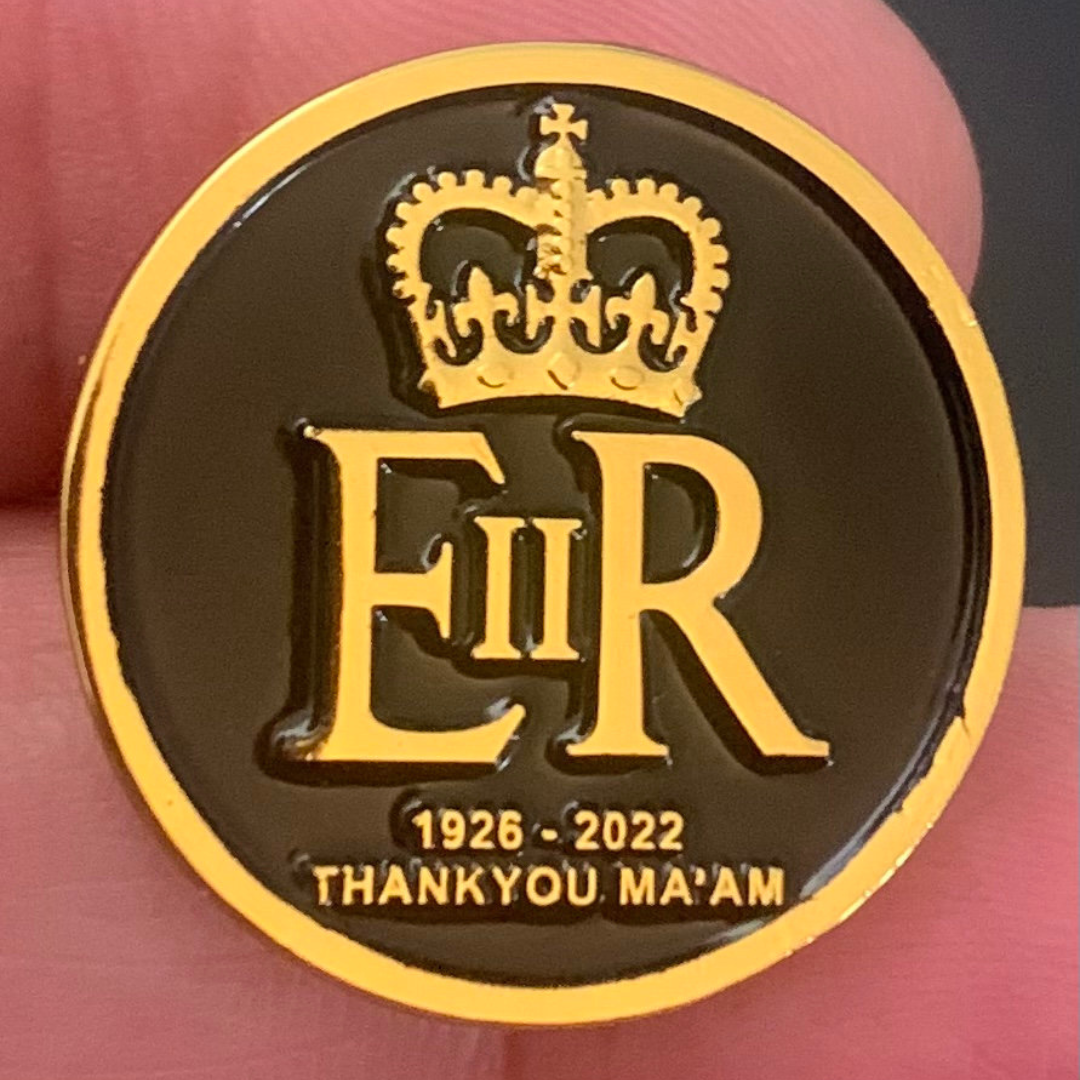 EIIR
1926 - 2022
THANKYOU MA'AM